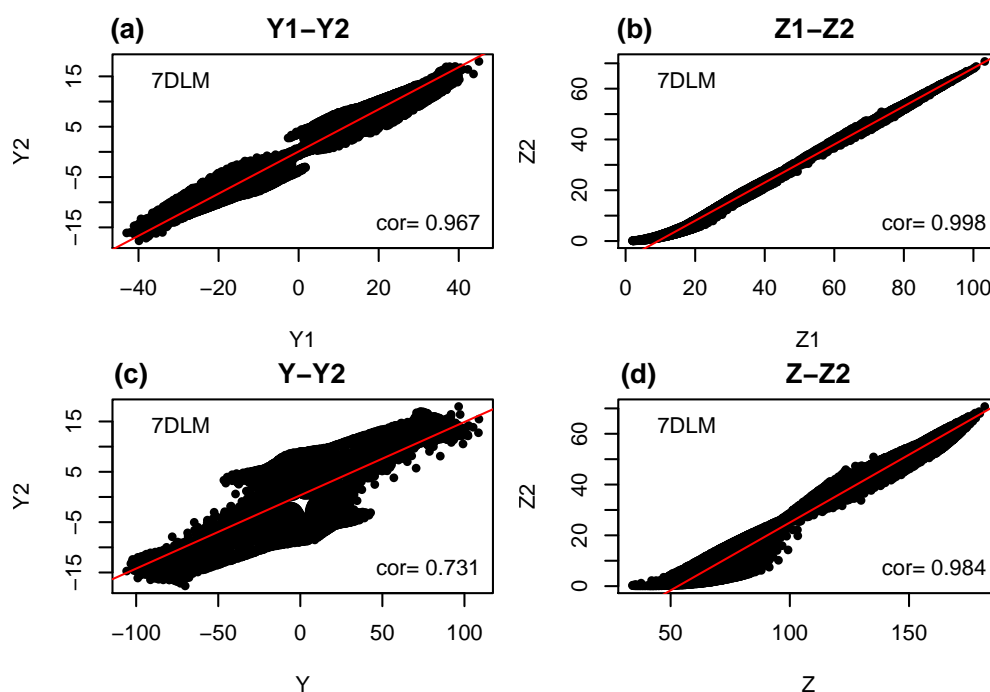 (a) Y1−Y2
7DLM
cor= 0.967
Y2
−15 −5 5 15
−40 −20 0 20 40
Y1
(b) Z1−Z2
7DLM
cor= 0.998
Z2
0 20 40 60
0 20 40 60 80 100
Z1
(c) Y−Y2
7DLM
cor= 0.731
Y2
−15 −5 5 15
−100 −50 0 50 100
Y
(d) Z−Z2
7DLM
cor= 0.984
Z2
0 20 40 60
50 100 150
Z